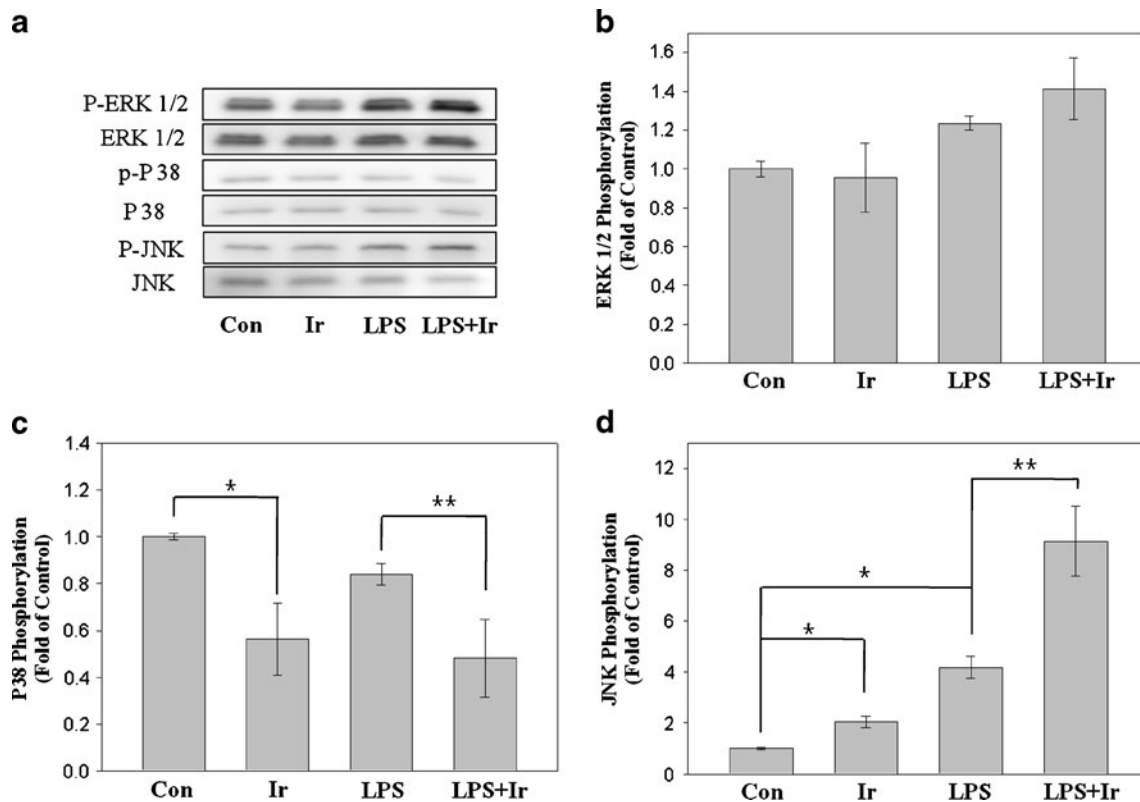 a
P-ERK 1/2
ERK 1/2
p-P 38
P 38
P-JNK
JNK
Con Ir LPS LPS+Ir
b
ERK 1/2 Phosphorylation
(Fold of Control)
1.6
1.4
1.2
1.0
0.8
0.6
0.4
0.2
0.0
Con Ir LPS LPS+Ir
c
P38 Phosphorylation
(Fold of Control)
1.4
1.2
1.0
0.8
0.6
0.4
0.2
0.0
*
**
Con Ir LPS LPS+Ir
d
JNK Phosphorylation
(Fold of Control)
12
10
8
6
4
2
0
**
*
*
Con Ir LPS LPS+Ir